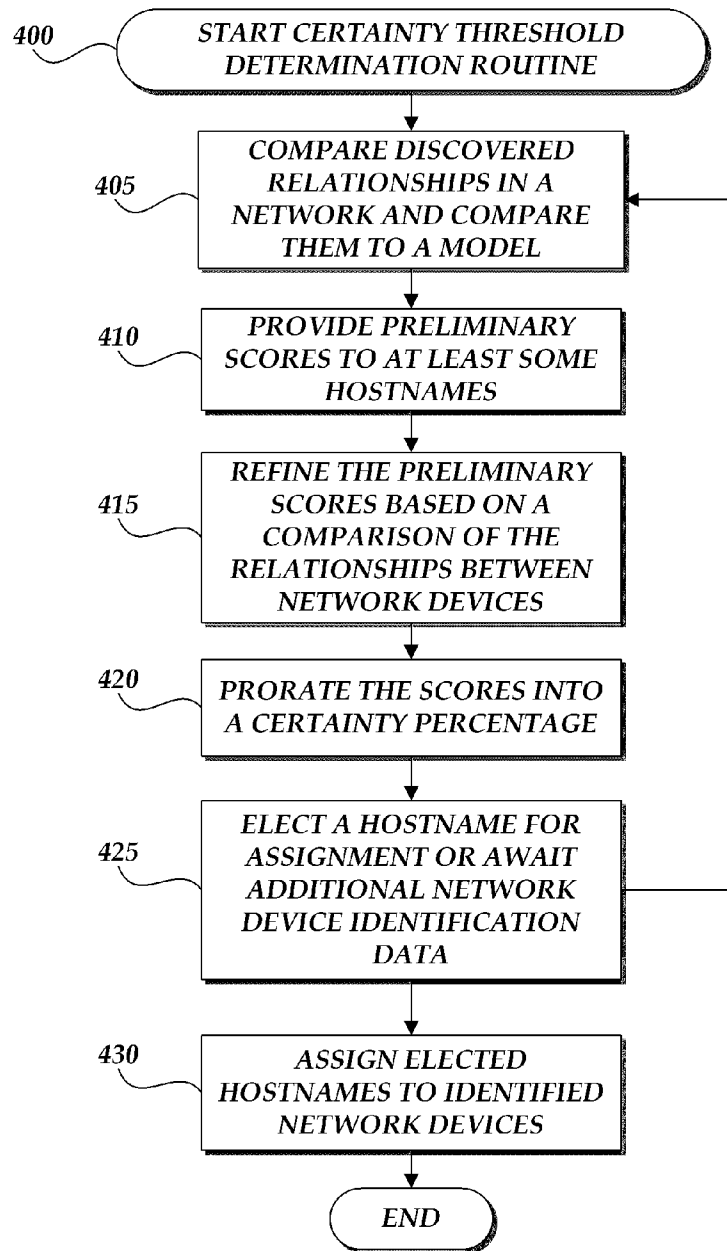 400
START CERTAINTY THRESHOLD
DETERMINATION ROUTINE
405
COMPARE DISCOVERED
RELATIONSHIPS IN A
NETWORK AND COMPARE
THEM TO A MODEL
410
PROVIDE PRELIMINARY
SCORES TO AT LEAST SOME
HOSTNAMES
415
REFINE THE PRELIMINARY
SCORES BASED ON A
COMPARISON OF THE
RELATIONSHIPS BETWEEN
NETWORK DEVICES
420
PRORATE THE SCORES INTO
A CERTAINTY PERCENTAGE
425
ELECT A HOSTNAME FOR
ASSIGNMENT OR AWAIT
ADDITIONAL NETWORK
DEVICE IDENTIFICATION
DATA
430
ASSIGN ELECTED
HOSTNAMES TO IDENTIFIED
NETWORK DEVICES
END